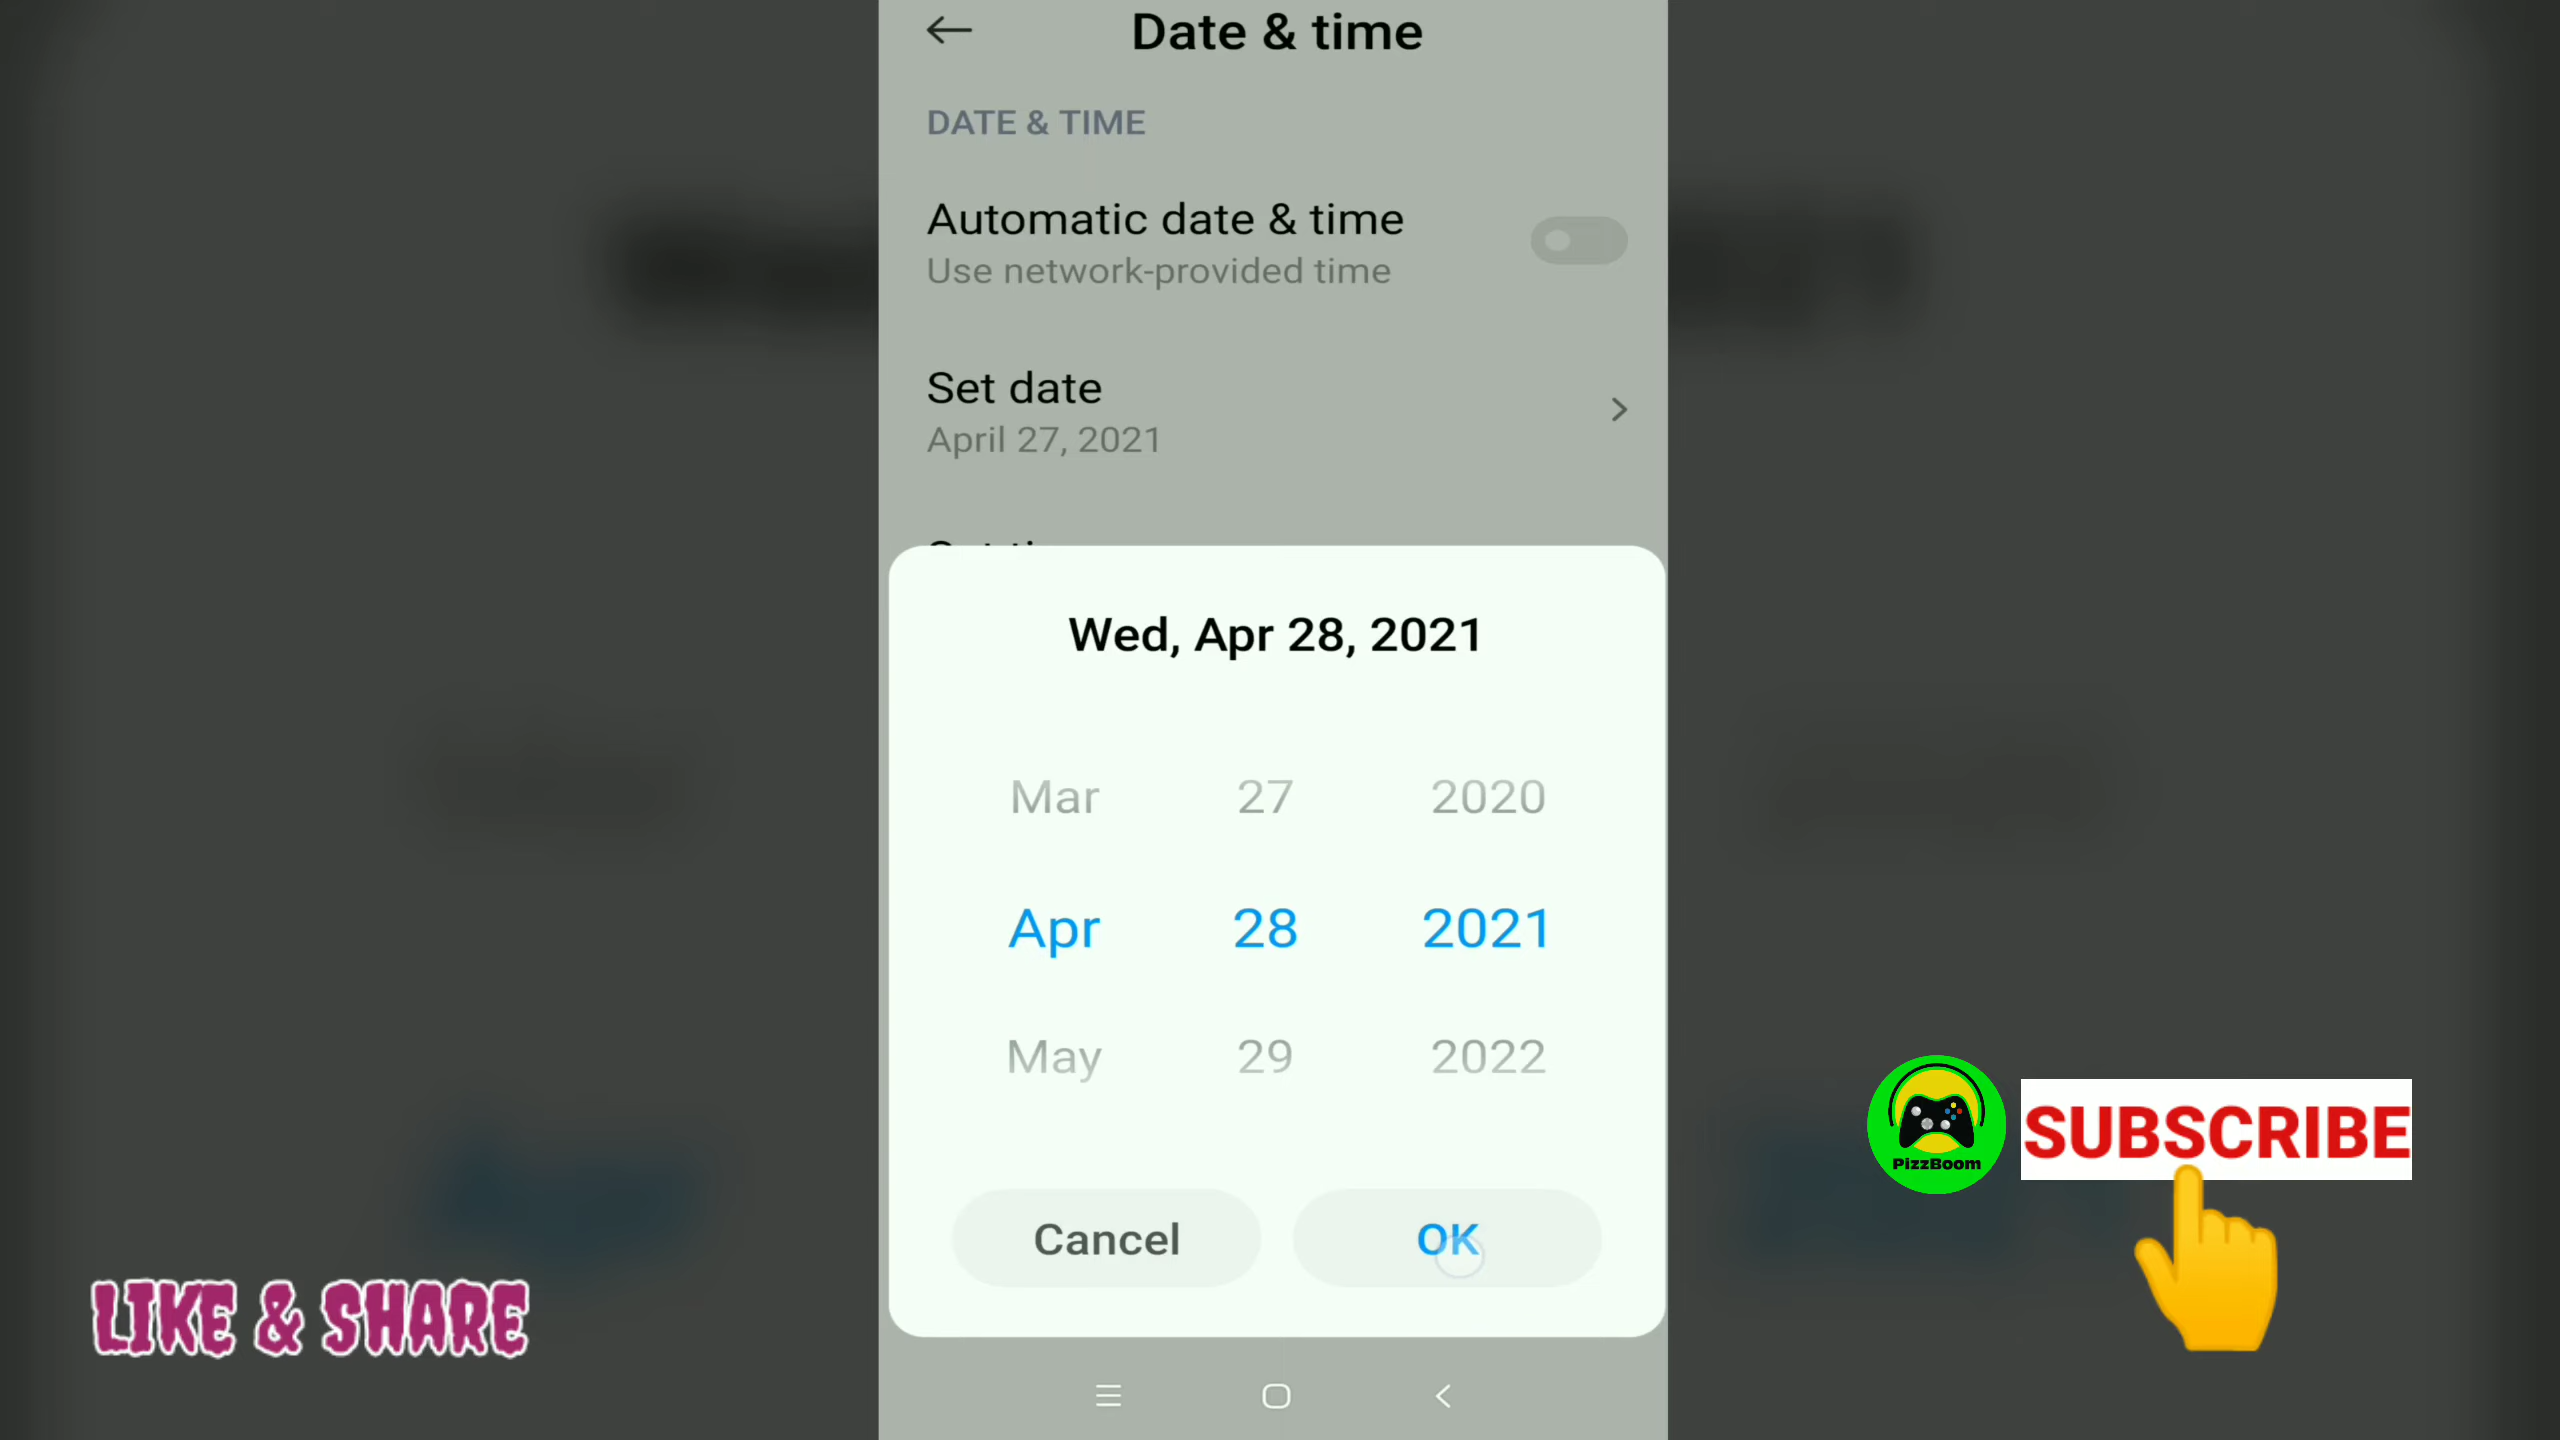 Date & time
DATE & TIME
Automatic date & time
Use network-provided time
Set date
April 27, 2021
Wed, Apr 28, 2021
Mar 27 2020
Apr 28 2021
May 29 2022
Cancel OK
PizzBoom
SUBSCRIBE
LIKE & SHARE